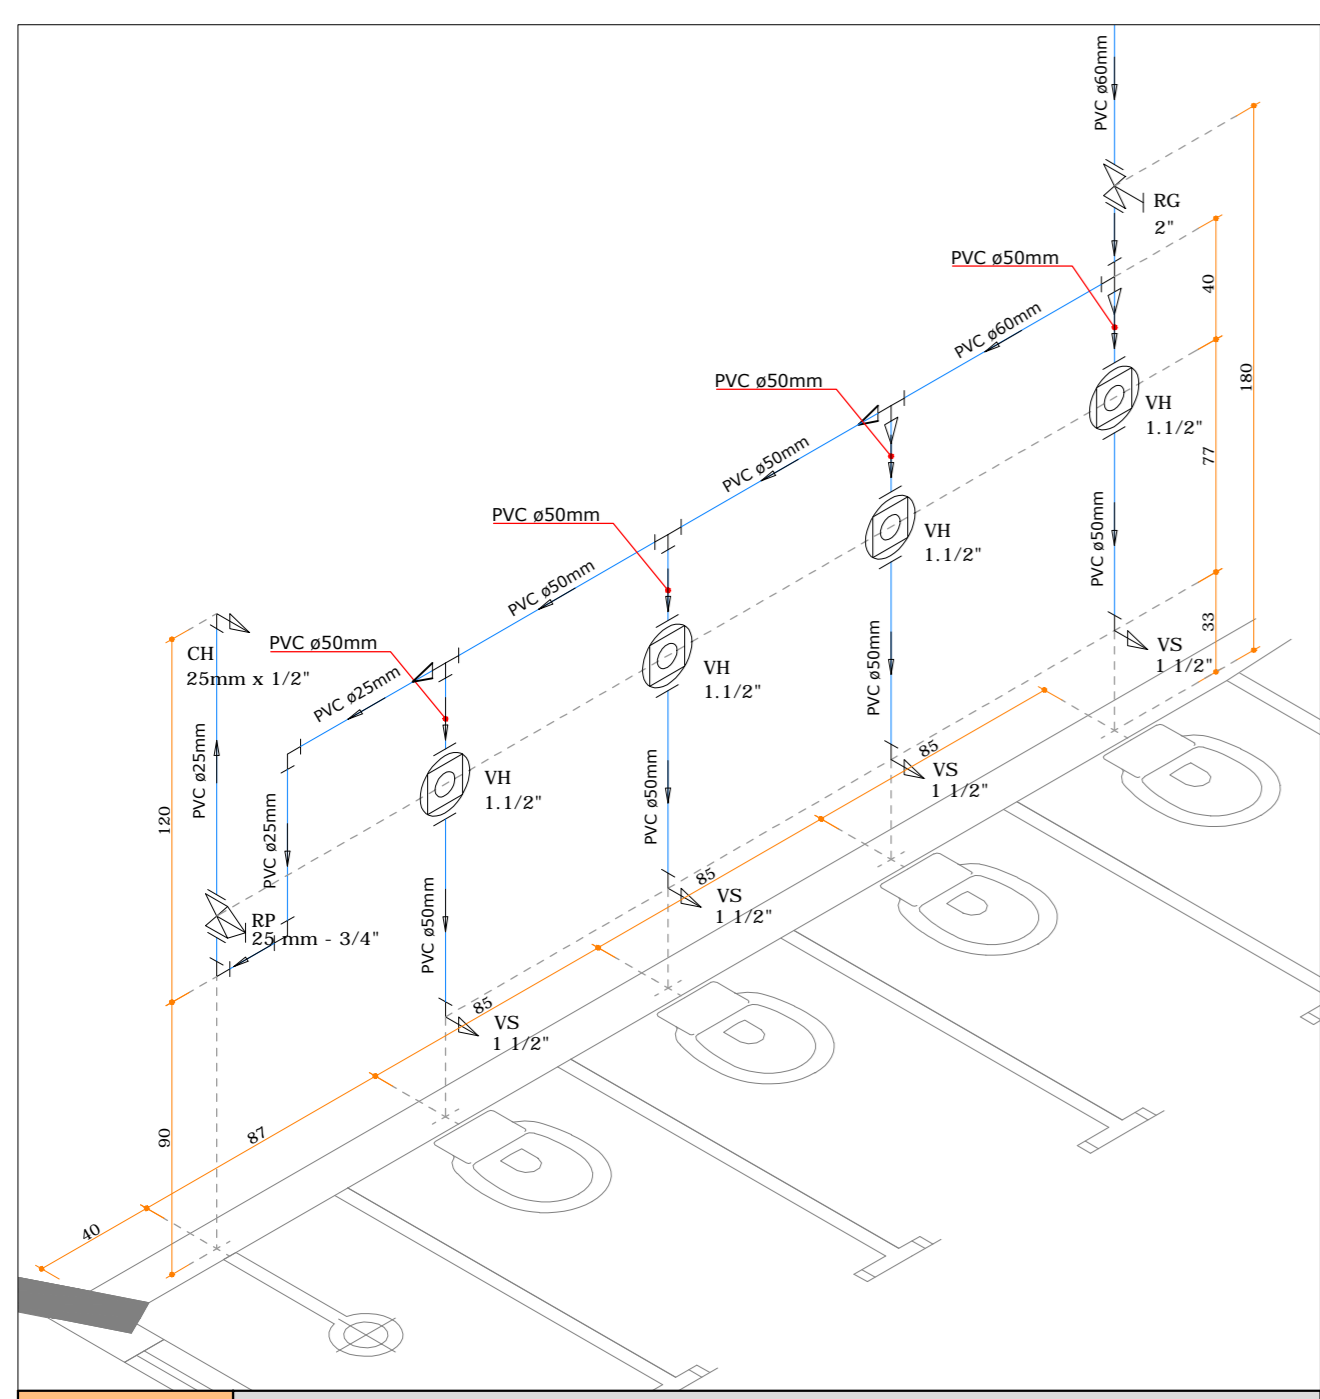 PVC ø60mm
RG
2"
PVC ø50mm
40
PVC ø60mm
180
PVC ø50mm
VH
1.1/2"
77
PVC ø50mm
PVC ø50mm
PVC ø50mm
VH
1.1/2"
PVC ø50mm
33
VS
1 1/2"
PVC ø50mm
CH
25mm x 1/2"
PVC ø25mm
VH
1.1/2"
PVC ø50mm
85
VS
1 1/2"
PVC ø25mm
120
PVC ø25mm
VH
1.1/2"
PVC ø50mm
85
VS
1 1/2"
RP
25 mm - 3/4"
PVC ø50mm
85
VS
1 1/2"
90
87
40